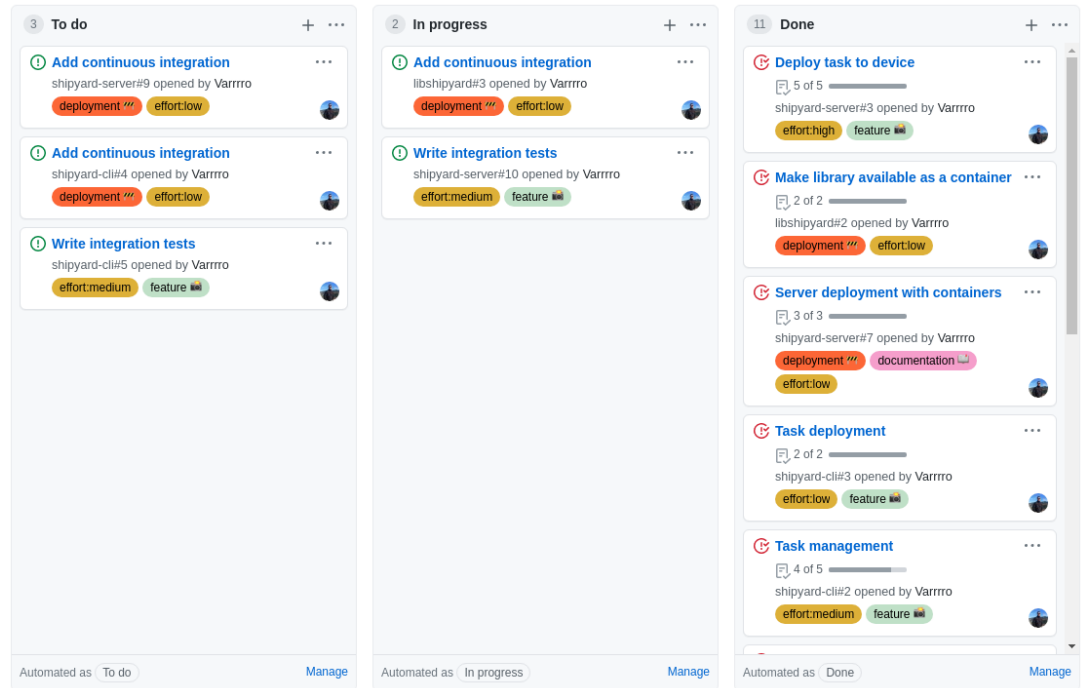 3 To do
Add continuous integration
shipyard-server#9 opened by Varrrro
deployment effort:low
Add continuous integration
shipyard-cli#4 opened by Varrrro
deployment effort:low
Write integration tests
shipyard-cli#5 opened by Varrrro
effort:medium feature
Automated as To do Manage
2 In progress
Add continuous integration
libshipyard#3 opened by Varrrro
deployment effort:low
Write integration tests
shipyard-server#10 opened by Varrrro
effort:medium feature
Automated as In progress Manage
11 Done
Deploy task to device
5 of 5
shipyard-server#3 opened by Varrrro
effort:high feature
Make library available as a container
2 of 2
libshipyard#2 opened by Varrrro
deployment effort:low
Server deployment with containers
3 of 3
shipyard-server#7 opened by Varrrro
deployment documentation
effort:low
Task deployment
2 of 2
shipyard-cli#3 opened by Varrrro
effort:low feature
Task management
4 of 5
shipyard-cli#2 opened by Varrrro
effort:medium feature
Automated as Done Manage